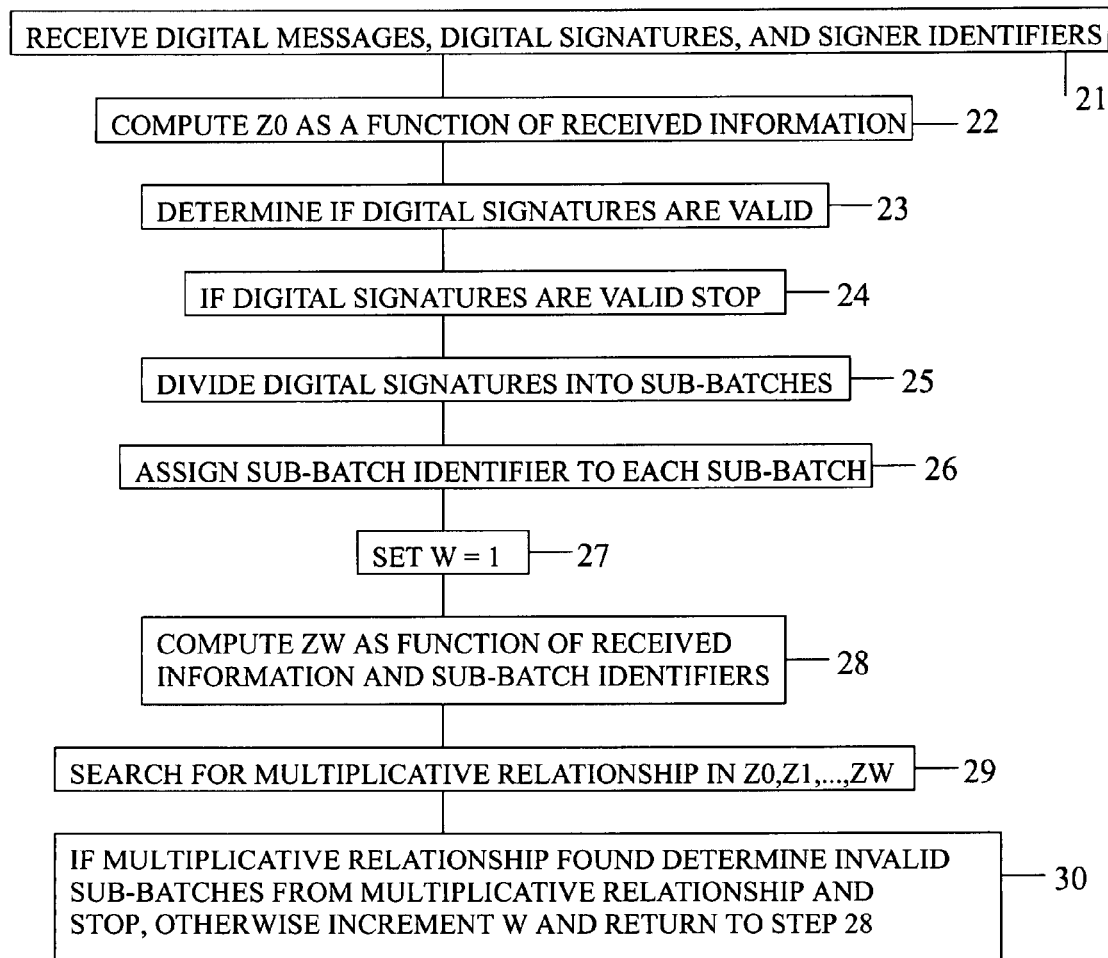 RECEIVE DIGITAL MESSAGES, DIGITAL SIGNATURES, AND SIGNER IDENTIFIERS
21
COMPUTE Z0 AS A FUNCTION OF RECEIVED INFORMATION
22
DETERMINE IF DIGITAL SIGNATURES ARE VALID
23
IF DIGITAL SIGNATURES ARE VALID STOP
24
DIVIDE DIGITAL SIGNATURES INTO SUB-BATCHES
25
ASSIGN SUB-BATCH IDENTIFIER TO EACH SUB-BATCH
26
SET W = 1
27
COMPUTE ZW AS FUNCTION OF RECEIVED
INFORMATION AND SUB-BATCH IDENTIFIERS
28
SEARCH FOR MULTIPLICATIVE RELATIONSHIP IN Z0,Z1,...,ZW
29
IF MULTIPLICATIVE RELATIONSHIP FOUND DETERMINE INVALID
SUB-BATCHES FROM MULTIPLICATIVE RELATIONSHIP AND
STOP, OTHERWISE INCREMENT W AND RETURN TO STEP 28
30